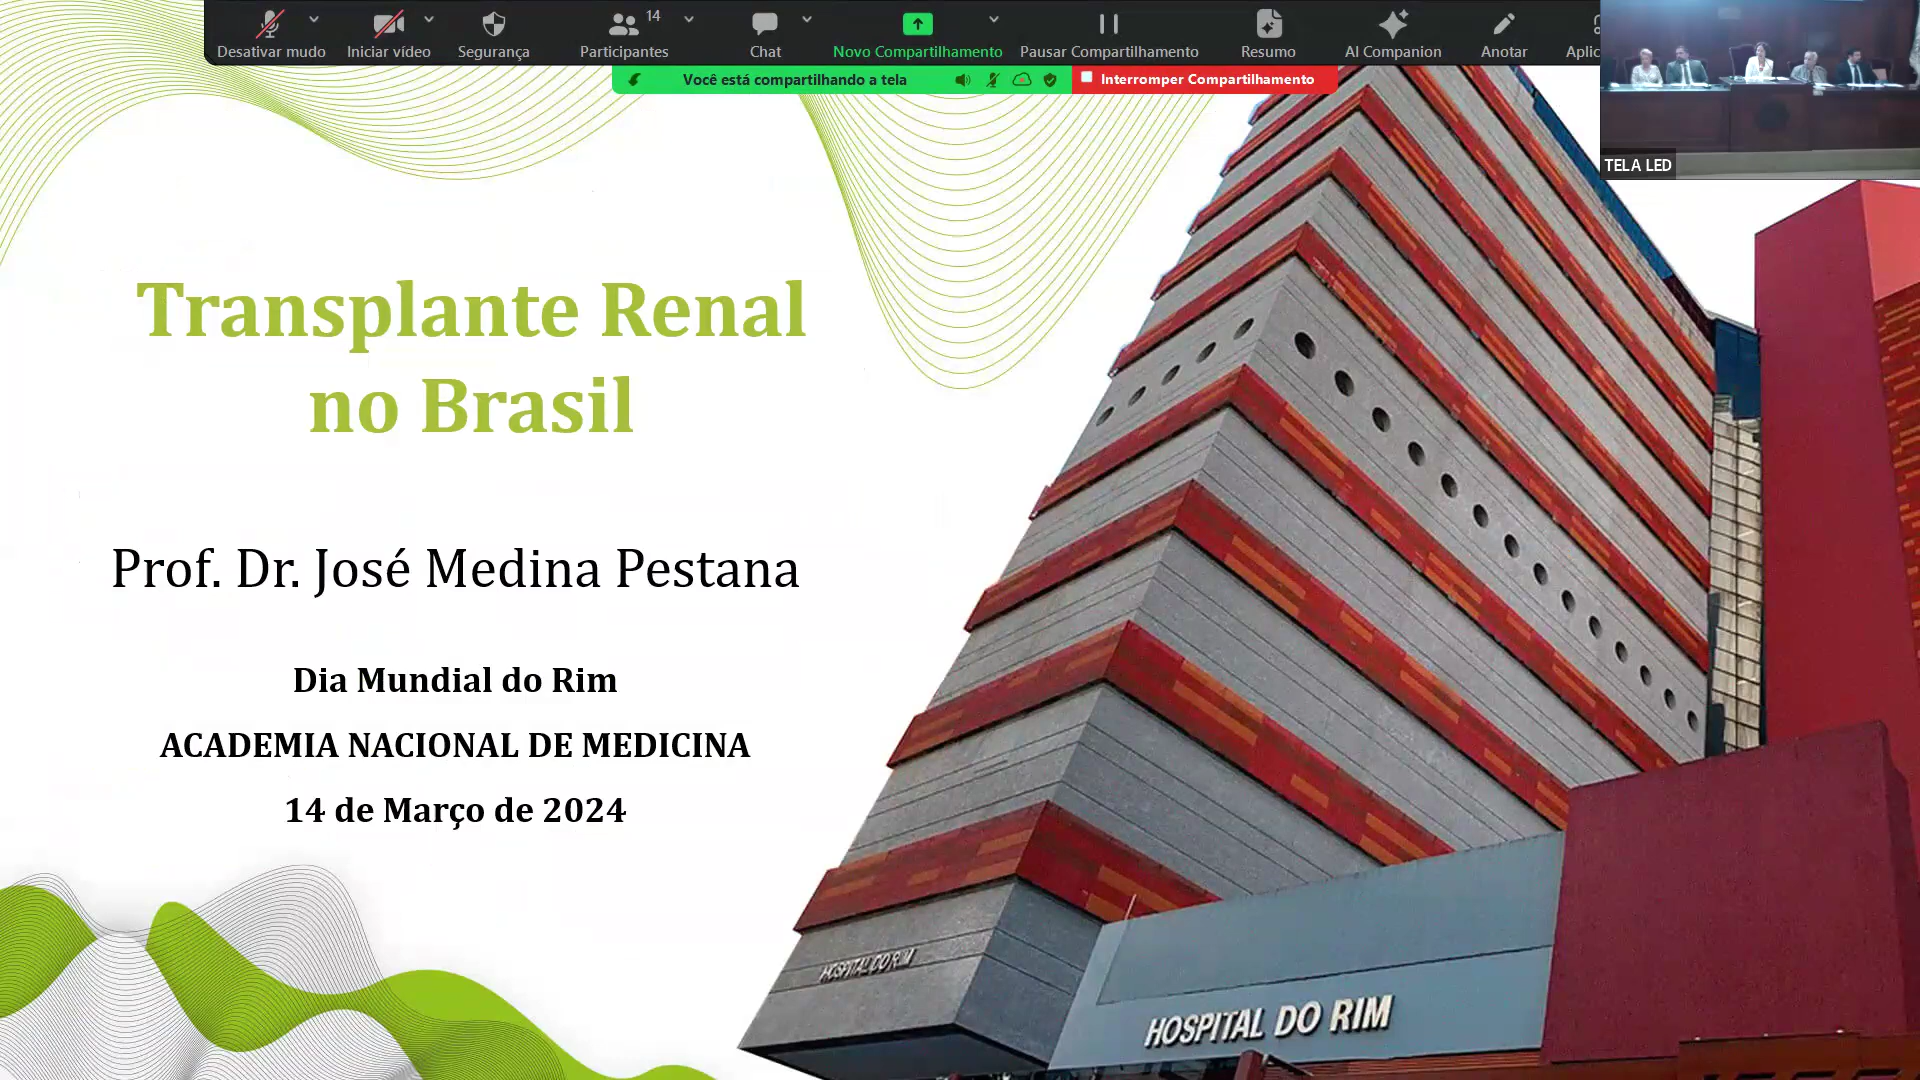 Desativar mudo
Iniciar vídeo
Segurança
14
Participantes
Chat
Novo Compartilhamento
Pausar Compartilhamento
Resumo
AI Companion
Anotar
Aplic
Você está compartilhando a tela
Interromper Compartilhamento
TELA LED
Transplante Renal
no Brasil
Prof. Dr. José Medina Pestana
Dia Mundial do Rim
ACADEMIA NACIONAL DE MEDICINA
14 de Março de 2024
HOSPITAL DO RIM
HOSPITAL DO RIM